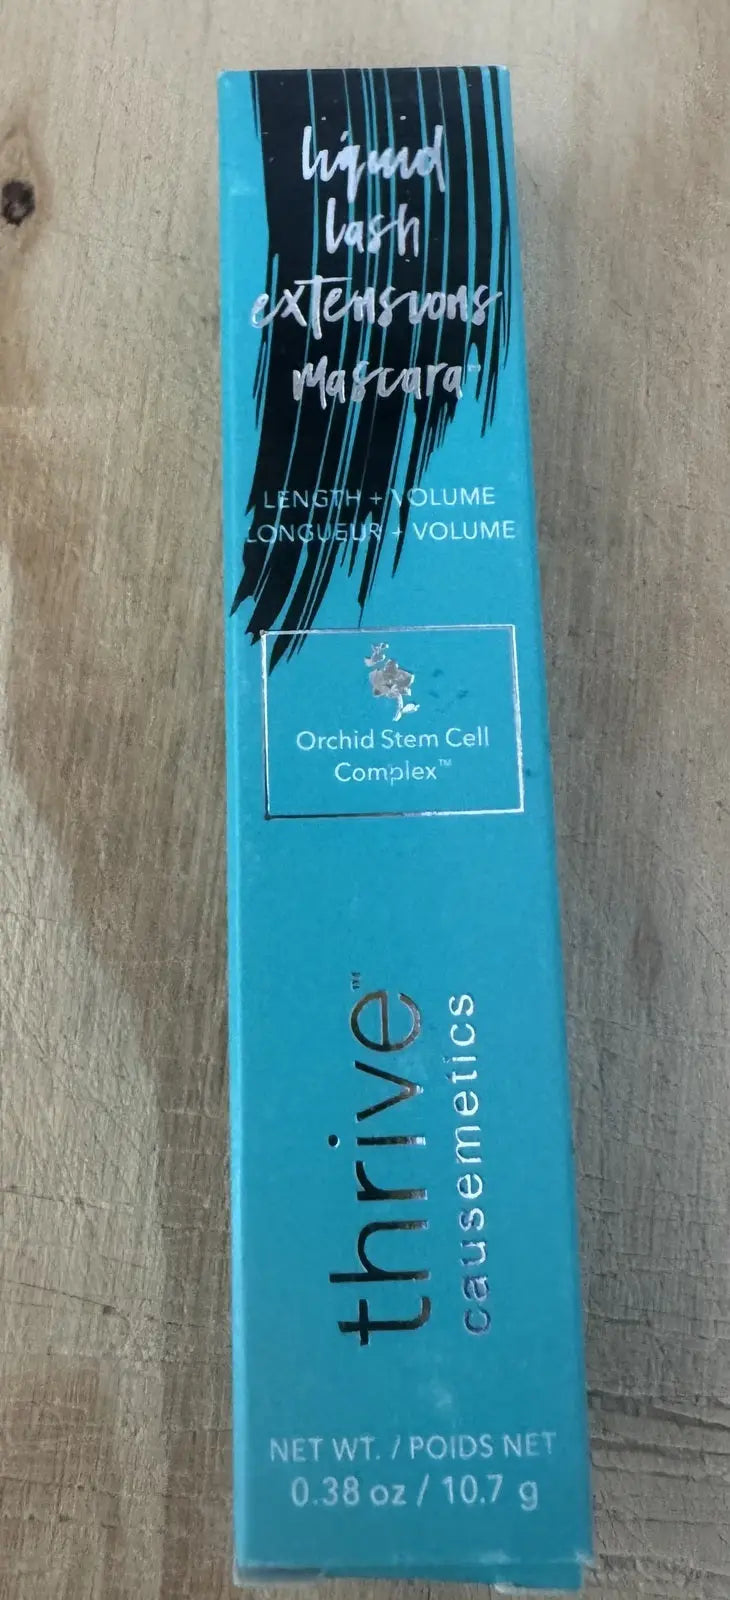 liquid
lash
extensions
mascara™
LENGTH + VOLUME
LONGUEUR + VOLUME
Orchid Stem Cell
Complex™
thrive™
causemetics
NET WT. / POIDS NET
0.38 oz / 10.7 g